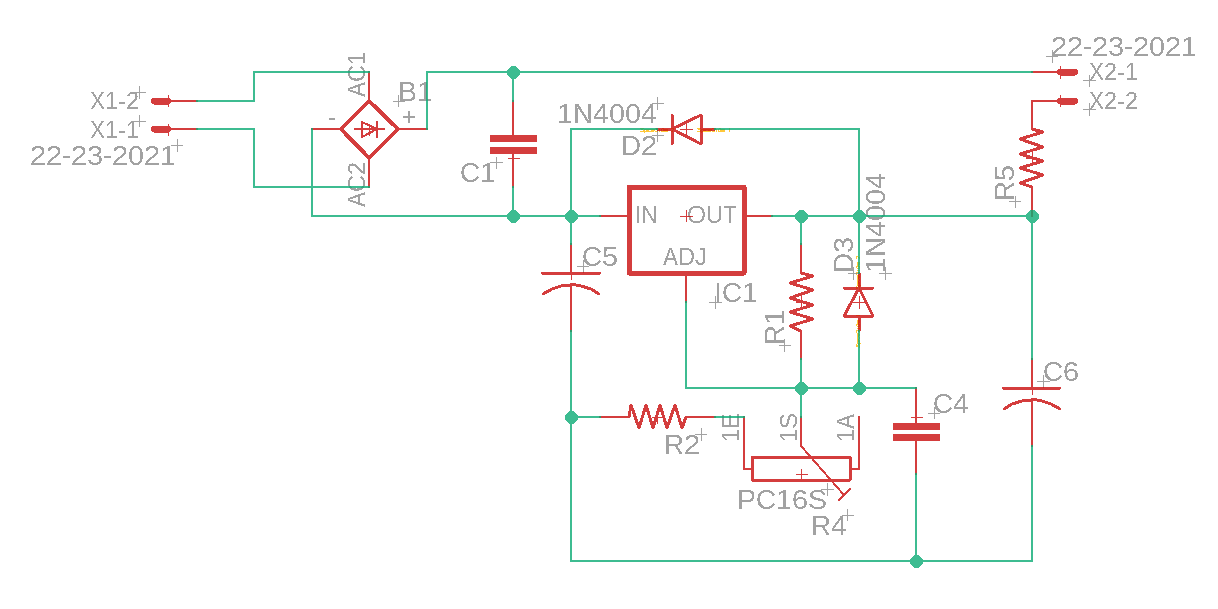 22-23-2021
X1-2
X1-1
22-23-2021
AC1
AC2
B1
-
+
C1
1N4004
D2
X2-1
X2-2
R5
IN
OUT
ADJ
IC1
C5
D3
1N4004
R1
C6
C4
R2
1E
1S
1A
PC16S
R4